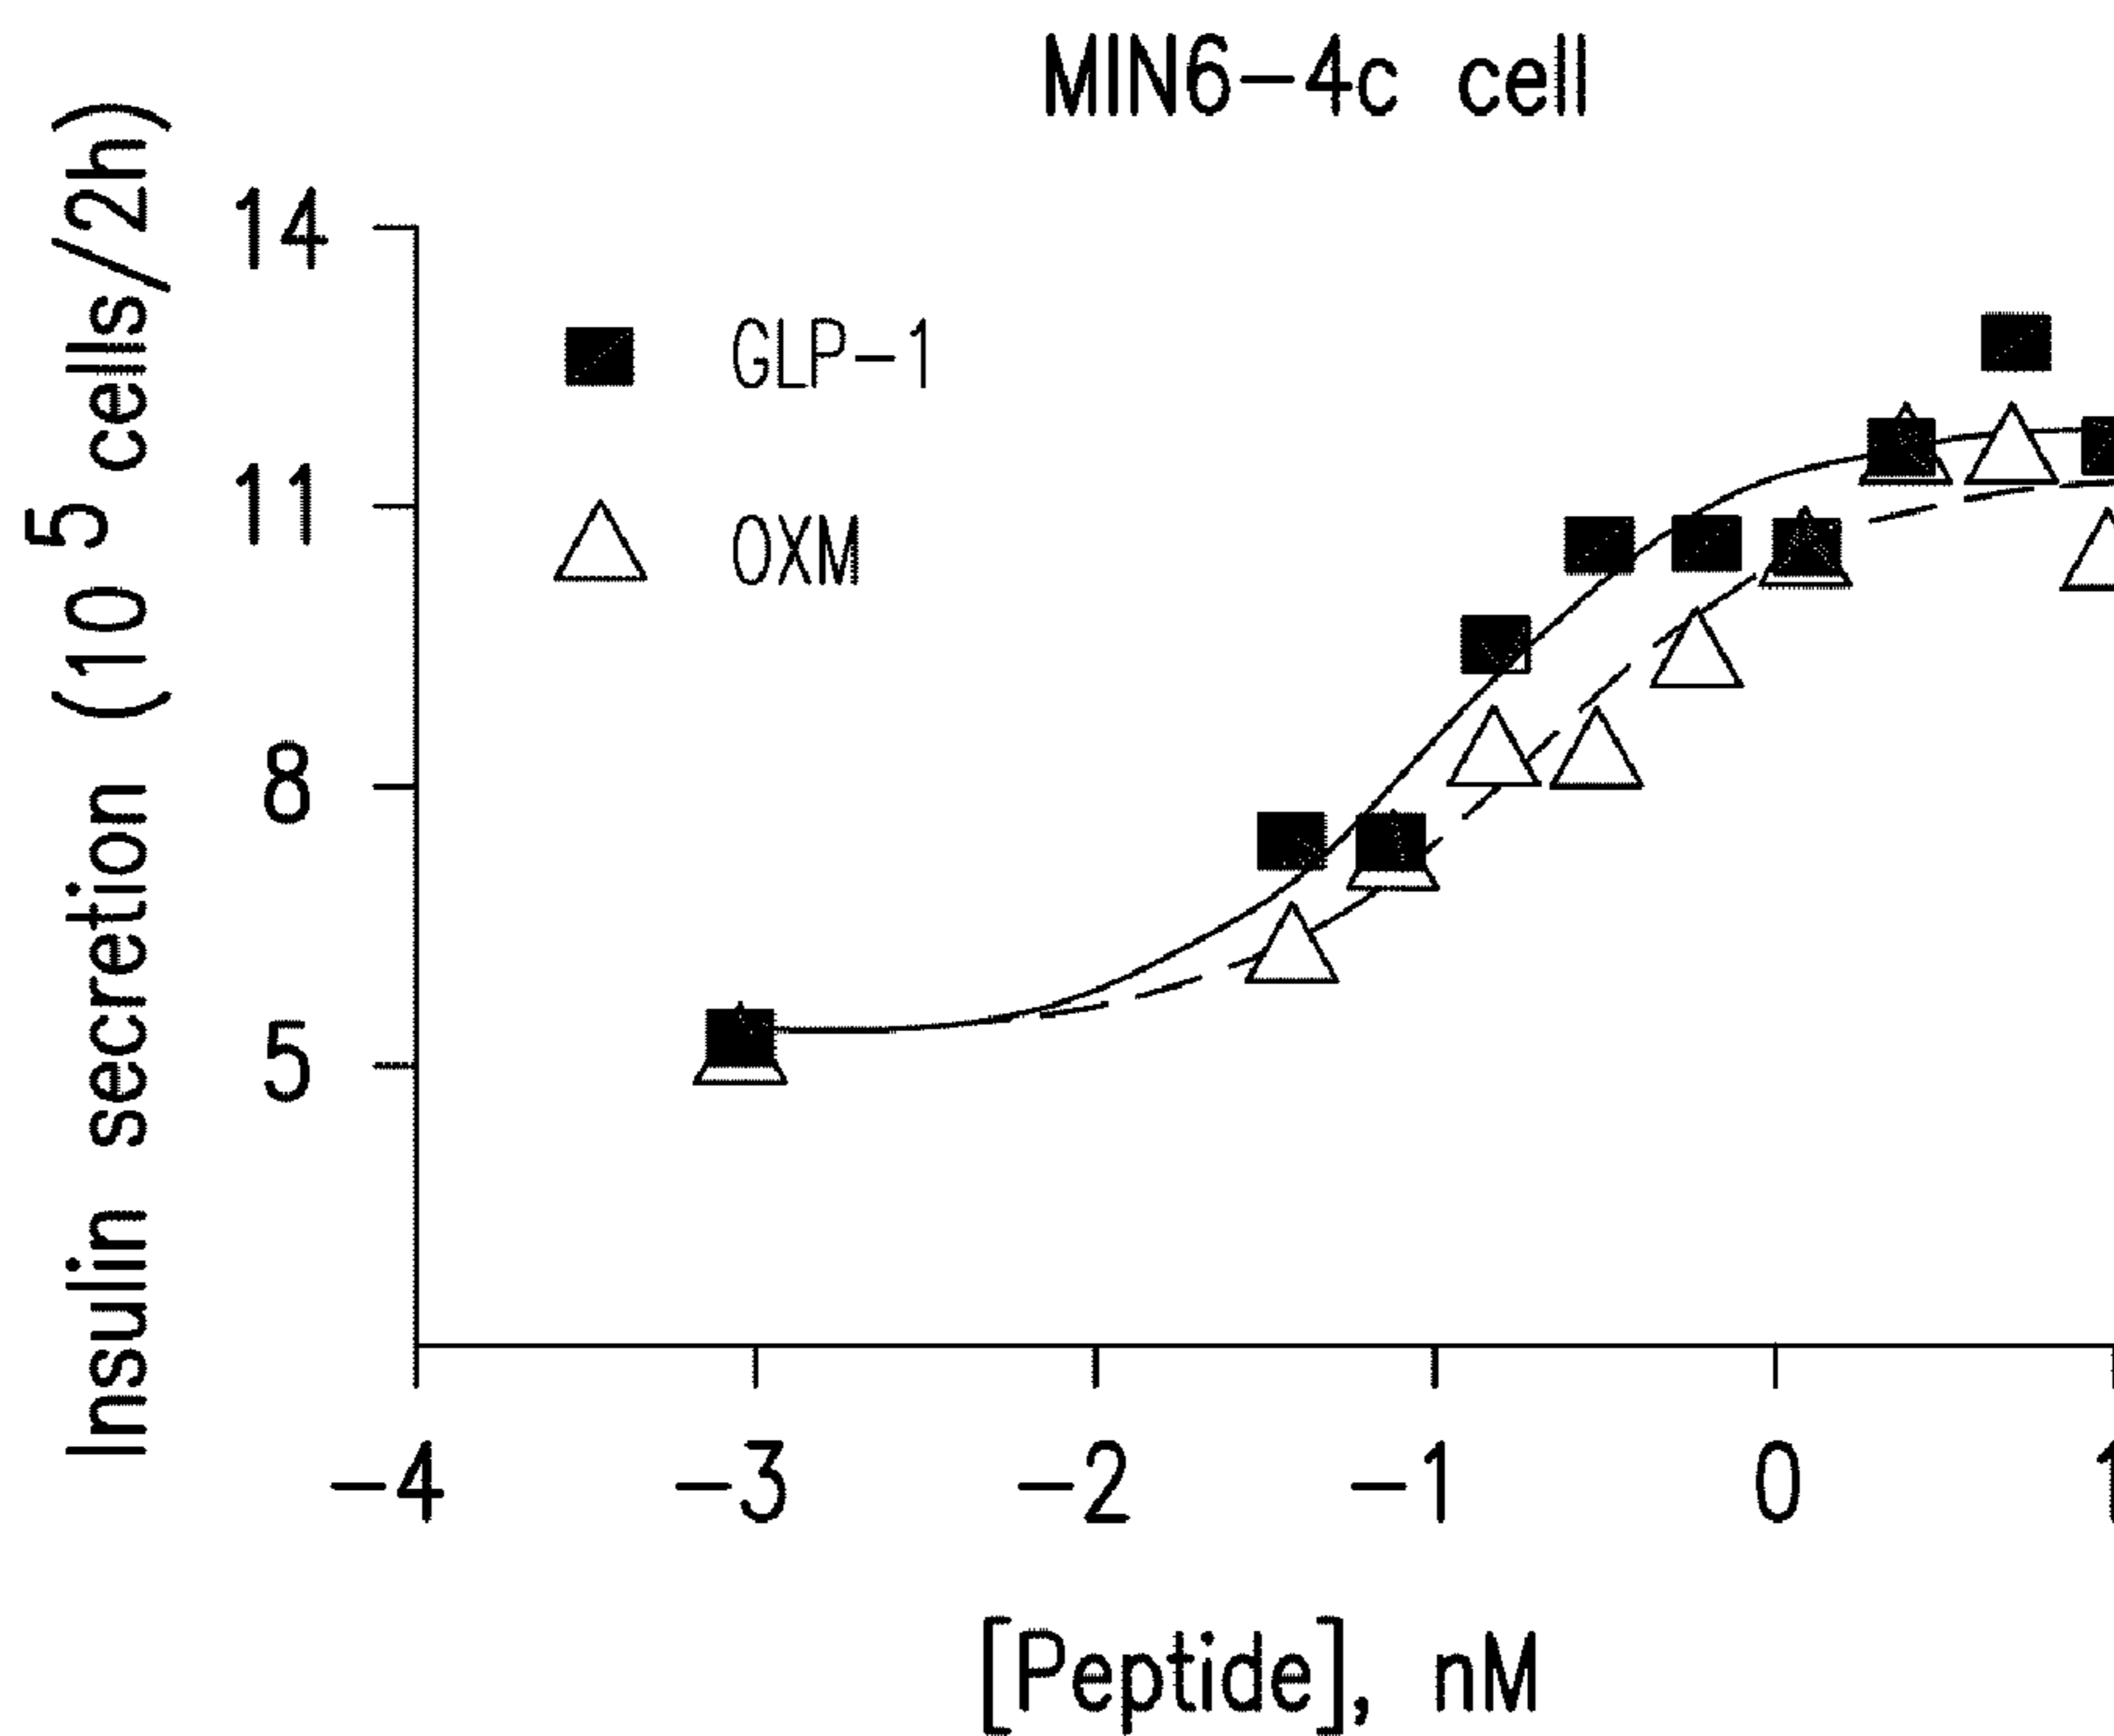 MIN6-4c cell
Insulin secretion (10 5 cells/2h)
14
11
8
5
GLP-1
OXM
-4 -3 -2 -1 0 1
[Peptide], nM